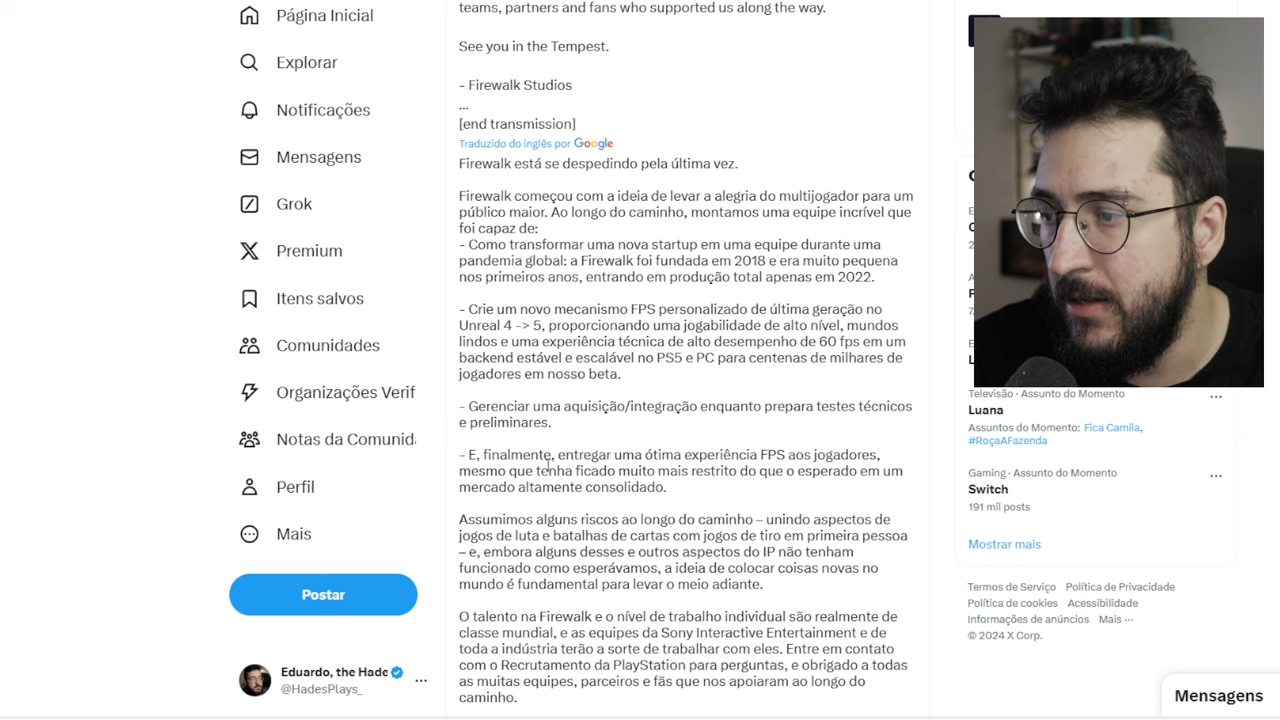 Página Inicial
Explorar
Notificações
Mensagens
Grok
Premium
Itens salvos
Comunidades
Organizações Verif
Notas da Comunid
Perfil
Mais
Postar
Eduardo, the Hade
@HadesPlays_
teams, partners and fans who supported us along the way.
See you in the Tempest.
- Firewalk Studios
...
[end transmission]
Traduzido do inglês por Google
Firewalk está se despedindo pela última vez.
Firewalk começou com a ideia de levar a alegria do multijogador para um
público maior. Ao longo do caminho, montamos uma equipe incrível que
foi capaz de:
- Como transformar uma nova startup em uma equipe durante uma
pandemia global: a Firewalk foi fundada em 2018 e era muito pequena
nos primeiros anos, entrando em produção total apenas em 2022.
- Crie um novo mecanismo FPS personalizado de última geração no
Unreal 4 -> 5, proporcionando uma jogabilidade de alto nível, mundos
lindos e uma experiência técnica de alto desempenho de 60 fps em um
backend estável e escalável no PS5 e PC para centenas de milhares de
jogadores em nosso beta.
- Gerenciar uma aquisição/integração enquanto prepara testes técnicos
e preliminares.
- E, finalmente, entregar uma ótima experiência FPS aos jogadores,
mesmo que tenha ficado muito mais restrito do que o esperado em um
mercado altamente consolidado.
Assumimos alguns riscos ao longo do caminho – unindo aspectos de
jogos de luta e batalhas de cartas com jogos de tiro em primeira pessoa
– e, embora alguns desses e outros aspectos do IP não tenham
funcionado como esperávamos, a ideia de colocar coisas novas no
mundo é fundamental para levar o meio adiante.
O talento na Firewalk e o nível de trabalho individual são realmente de
classe mundial, e as equipes da Sony Interactive Entertainment e de
toda a indústria terão a sorte de trabalhar com eles. Entre em contato
com o Recrutamento da PlayStation para perguntas, e obrigado a todas
as muitas equipes, parceiros e fãs que nos apoiaram ao longo do
caminho.
Televisão · Assunto do Momento
Luana
Assuntos do Momento: Fica Camila,
#RoçaAFazenda
Gaming · Assunto do Momento
Switch
191 mil posts
Mostrar mais
Termos de Serviço Política de Privacidade
Política de cookies Acessibilidade
Informações de anúncios Mais ...
© 2024 X Corp.
Mensagens